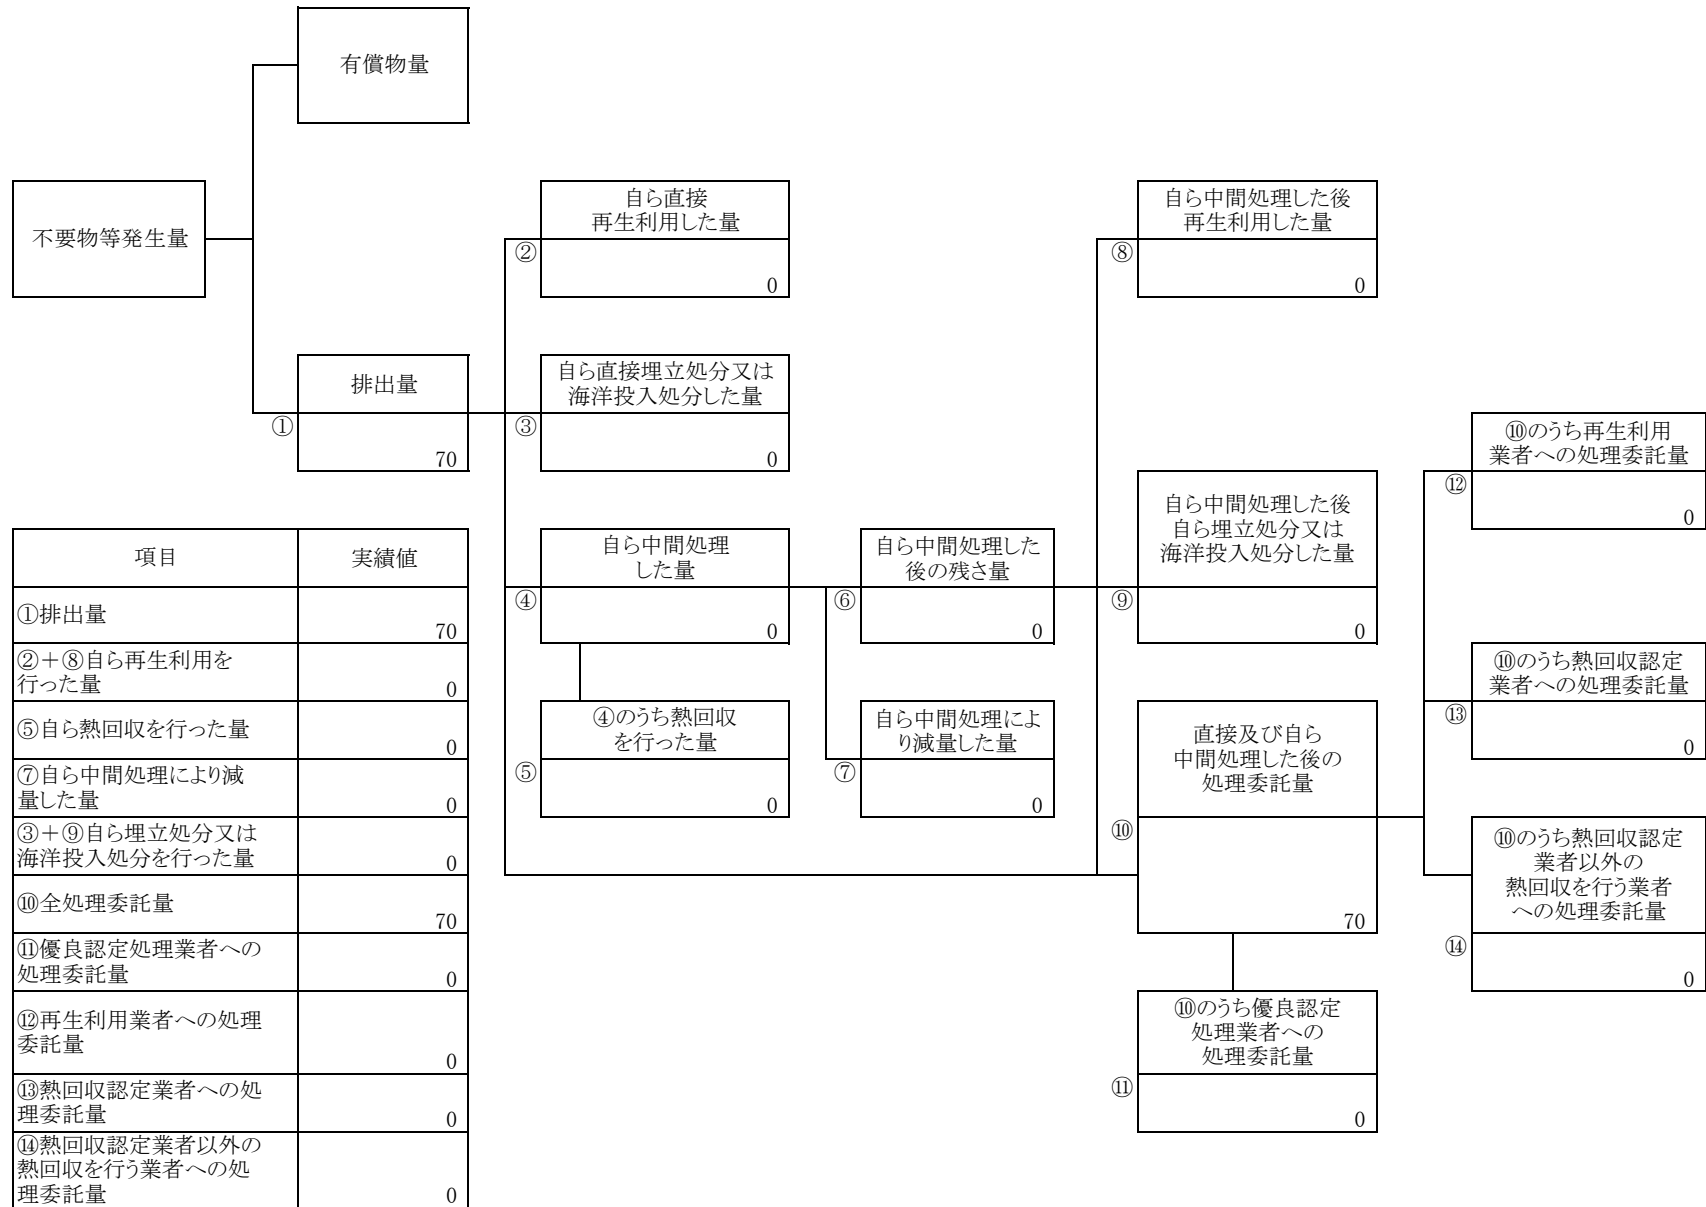 有償物量
不要物等発生量
自ら直接
再生利用した量
②
0
自ら中間処理した後
再生利用した量
⑧
0
排出量
①
70
自ら直接埋立処分又は
海洋投入処分した量
③
0
⑩のうち再生利用
業者への処理委託量
⑫
0
自ら中間処理
した量
④
0
自ら中間処理した
後の残さ量
⑥
0
自ら中間処理した後
自ら埋立処分又は
海洋投入処分した量
⑨
0
⑩のうち熱回収認定
業者への処理委託量
⑬
0
④のうち熱回収
を行った量
⑤
0
自ら中間処理によ
り減量した量
⑦
0
直接及び自ら
中間処理した後の
処理委託量
⑩
70
⑩のうち熱回収認定
業者以外の
熱回収を行う業者
への処理委託量
⑭
0
⑩のうち優良認定
処理業者への
処理委託量
⑪
0
項目 実績値
①排出量
70
②+⑧自ら再生利用を
行った量
0
⑤自ら熱回収を行った量
0
⑦自ら中間処理により減
量した量
0
③+⑨自ら埋立処分又は
海洋投入処分を行った量
0
⑩全処理委託量
70
⑪優良認定処理業者への
処理委託量
0
⑫再生利用業者への処理
委託量
0
⑬熱回収認定業者への処
理委託量
0
⑭熱回収認定業者以外の
熱回収を行う業者への処
理委託量
0